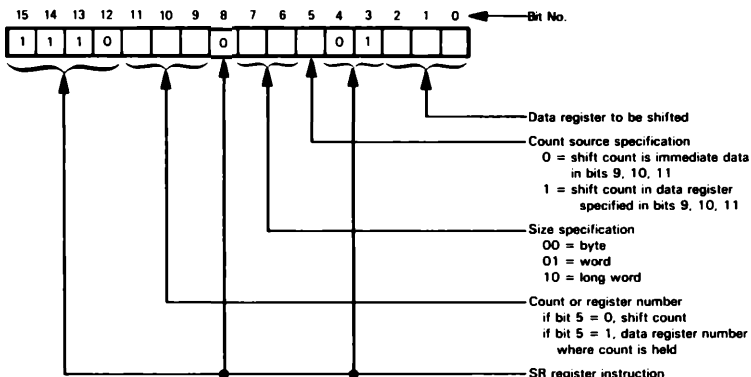 15 14 13 12 11 10 9 8 7 6 5 4 3 2 1 0 Bit No.
1 1 1 0 0 0 1
Data register to be shifted
Count source specification
0 = shift count is immediate data
in bits 9, 10, 11
1 = shift count in data register
specified in bits 9, 10, 11
Size specification
00 = byte
01 = word
10 = long word
Count or register number
if bit 5 = 0, shift count
if bit 5 = 1, data register number
where count is held
SR register instruction